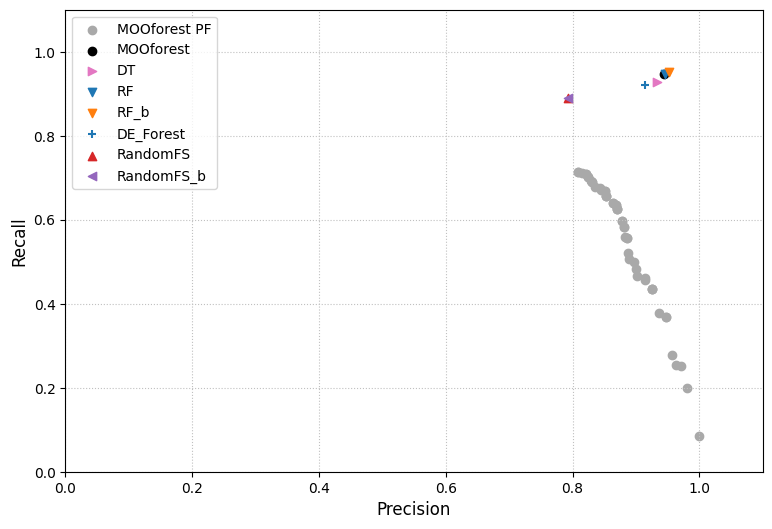 MOOforest PF
MOOforest
DT
RF
RF_b
DE_Forest
RandomFS
RandomFS_b
1.0
0.8
0.6
0.4
0.2
0.0
Recall
0.0 0.2 0.4 0.6 0.8 1.0
Precision